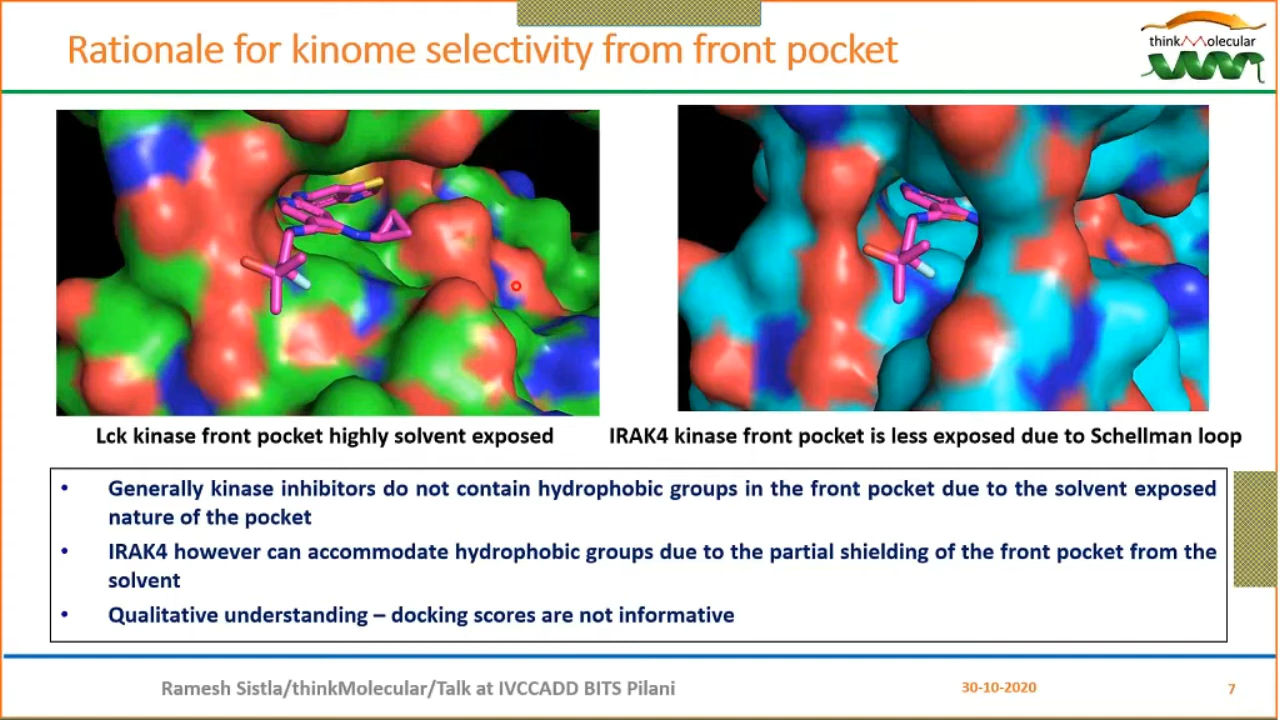 Rationale for kinome selectivity from front pocket
thinkMolecular
Lck kinase front pocket highly solvent exposed
IRAK4 kinase front pocket is less exposed due to Schellman loop
• Generally kinase inhibitors do not contain hydrophobic groups in the front pocket due to the solvent exposed
nature of the pocket
• IRAK4 however can accommodate hydrophobic groups due to the partial shielding of the front pocket from the
solvent
• Qualitative understanding – docking scores are not informative
Ramesh Sistla/thinkMolecular/Talk at IVCCADD BITS Pilani
30-10-2020
7